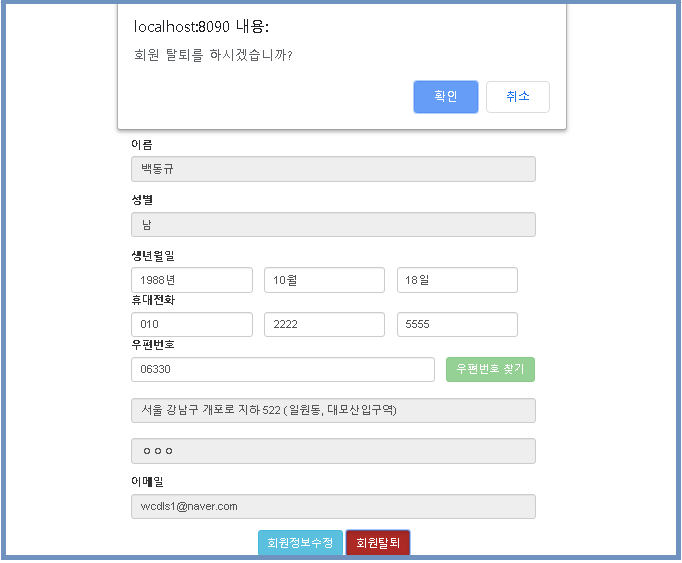 localhost:8090 내용:
회원 탈퇴를 하시겠습니까?
확인 취소
이름
백동규
성별
남
생년월일
1988년 10월 18일
휴대전화
010 2222 5555
우편번호
06330 우편번호 찾기
서울 강남구 개포로 지하 522 (일원동, 대모산입구역)
ㅇㅇㅇ
이메일
wcdls1@naver.com
회원정보수정 회원탈퇴